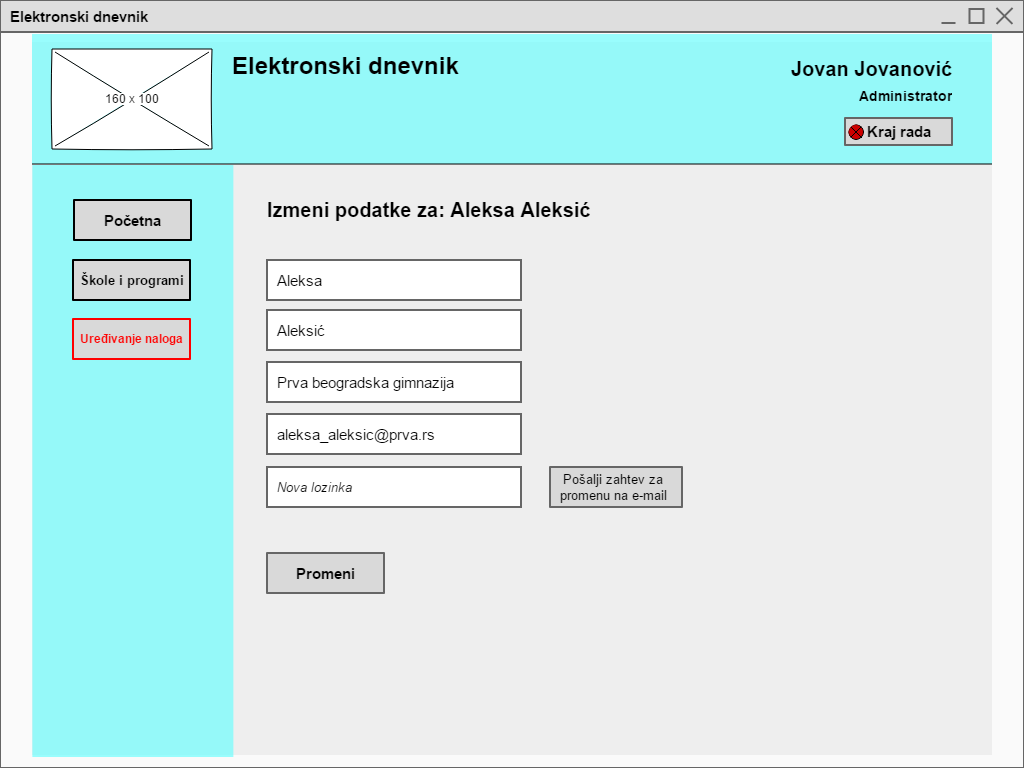 Elektronski dnevnik
160 x 100
Elektronski dnevnik
Jovan Jovanović
Administrator
Kraj rada
Početna
Škole i programi
Uređivanje naloga
Izmeni podatke za: Aleksa Aleksić
Aleksa
Aleksić
Prva beogradska gimnazija
aleksa_aleksic@prva.rs
Nova lozinka
Pošalji zahtev za
promenu na e-mail
Promeni